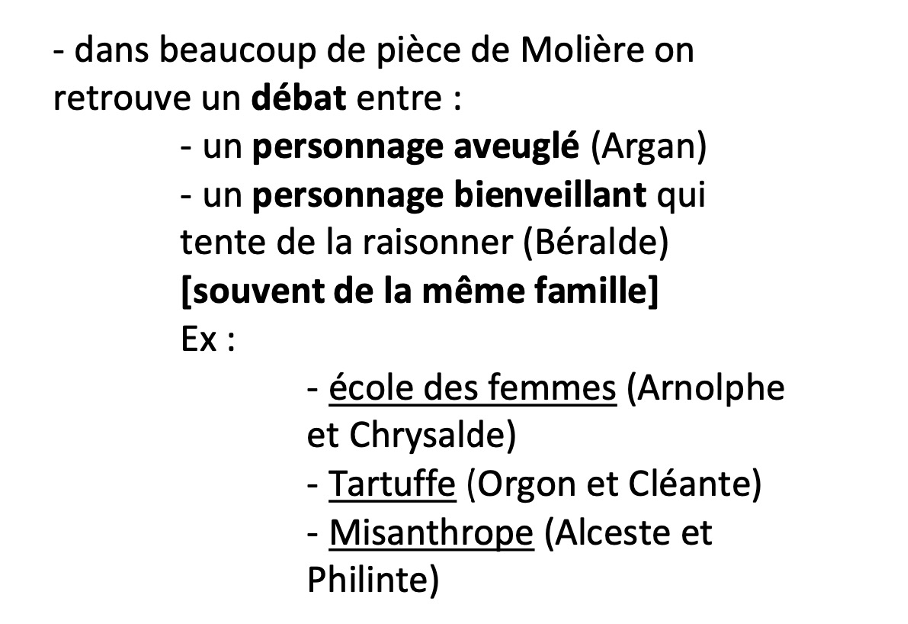 - dans beaucoup de pièce de Molière on
retrouve un débat entre :
- un personnage aveuglé (Argan)
- un personnage bienveillant qui
tente de la raisonner (Béralde)
[souvent de la même famille]
Ex :
- école des femmes (Arnolphe
et Chrysalde)
- Tartuffe (Orgon et Cléante)
- Misanthrope (Alceste et
Philinte)